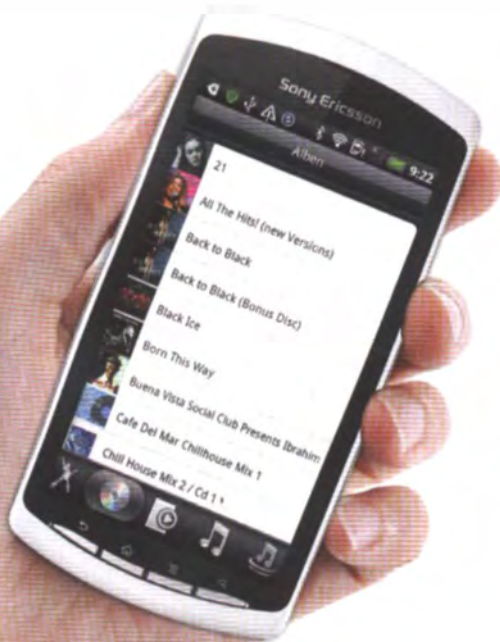 Sony Ericsson
9:22
Alben
21
All The Hits! (new Versions)
Back to Black
Back to Black (Bonus Disc)
Black Ice
Born This Way
Buena Vista Social Club Presents Ibrahim
Cafe Del Mar Chillhouse Mix 1
Chill House Mix 2 / Cd 1